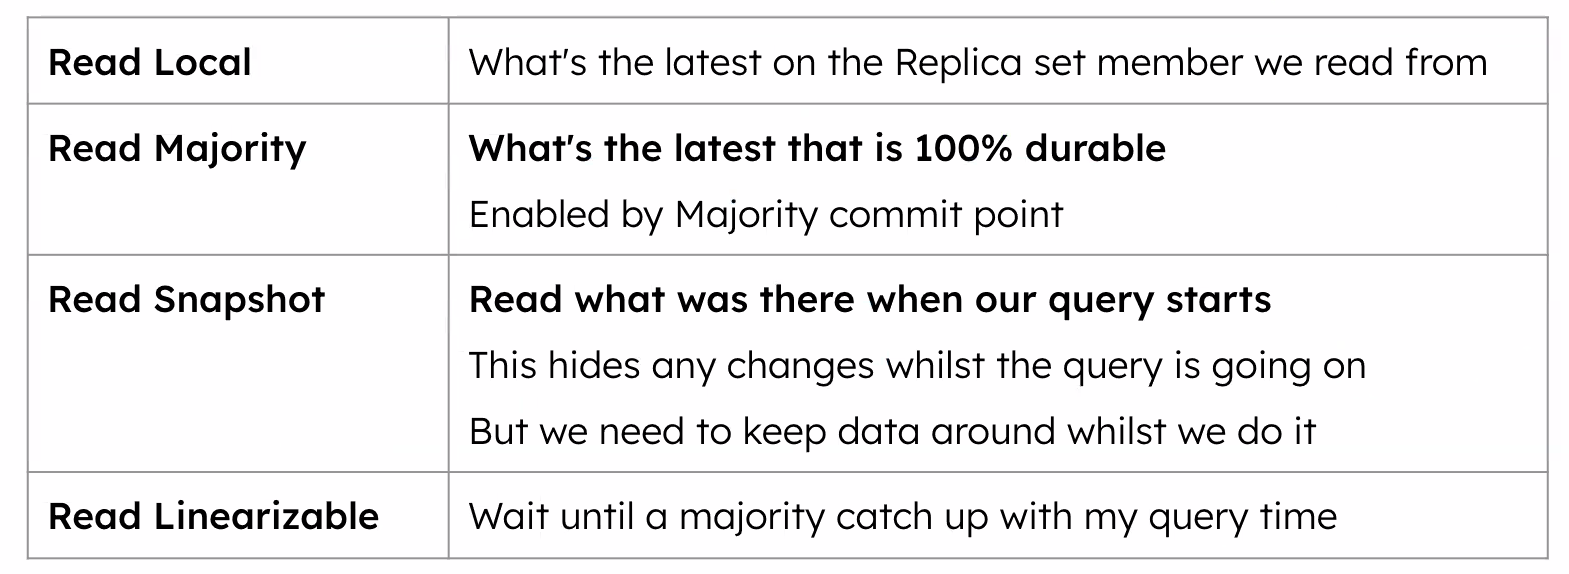 Read Local
What's the latest on the Replica set member we read from
Read Majority
What's the latest that is 100% durable
Enabled by Majority commit point
Read Snapshot
Read what was there when our query starts
This hides any changes whilst the query is going on
But we need to keep data around whilst we do it
Read Linearizable
Wait until a majority catch up with my query time